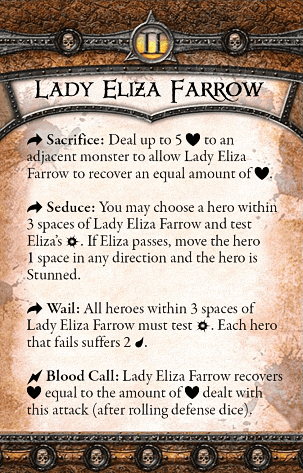 II
LADY ELIZA FARROW
Sacrifice: Deal up to 5 to an
adjacent monster to allow Lady Eliza
Farrow to recover an equal amount of .
Seduce: You may choose a hero within
3 spaces of Lady Eliza Farrow and test
Eliza's . If Eliza passes, move the hero
1 space in any direction and the hero is
Stunned.
Wail: All heroes within 3 spaces of
Lady Eliza Farrow must test . Each hero
that fails suffers 2 .
Blood Call: Lady Eliza Farrow recovers
equal to the amount of dealt with
this attack (after rolling defense dice).